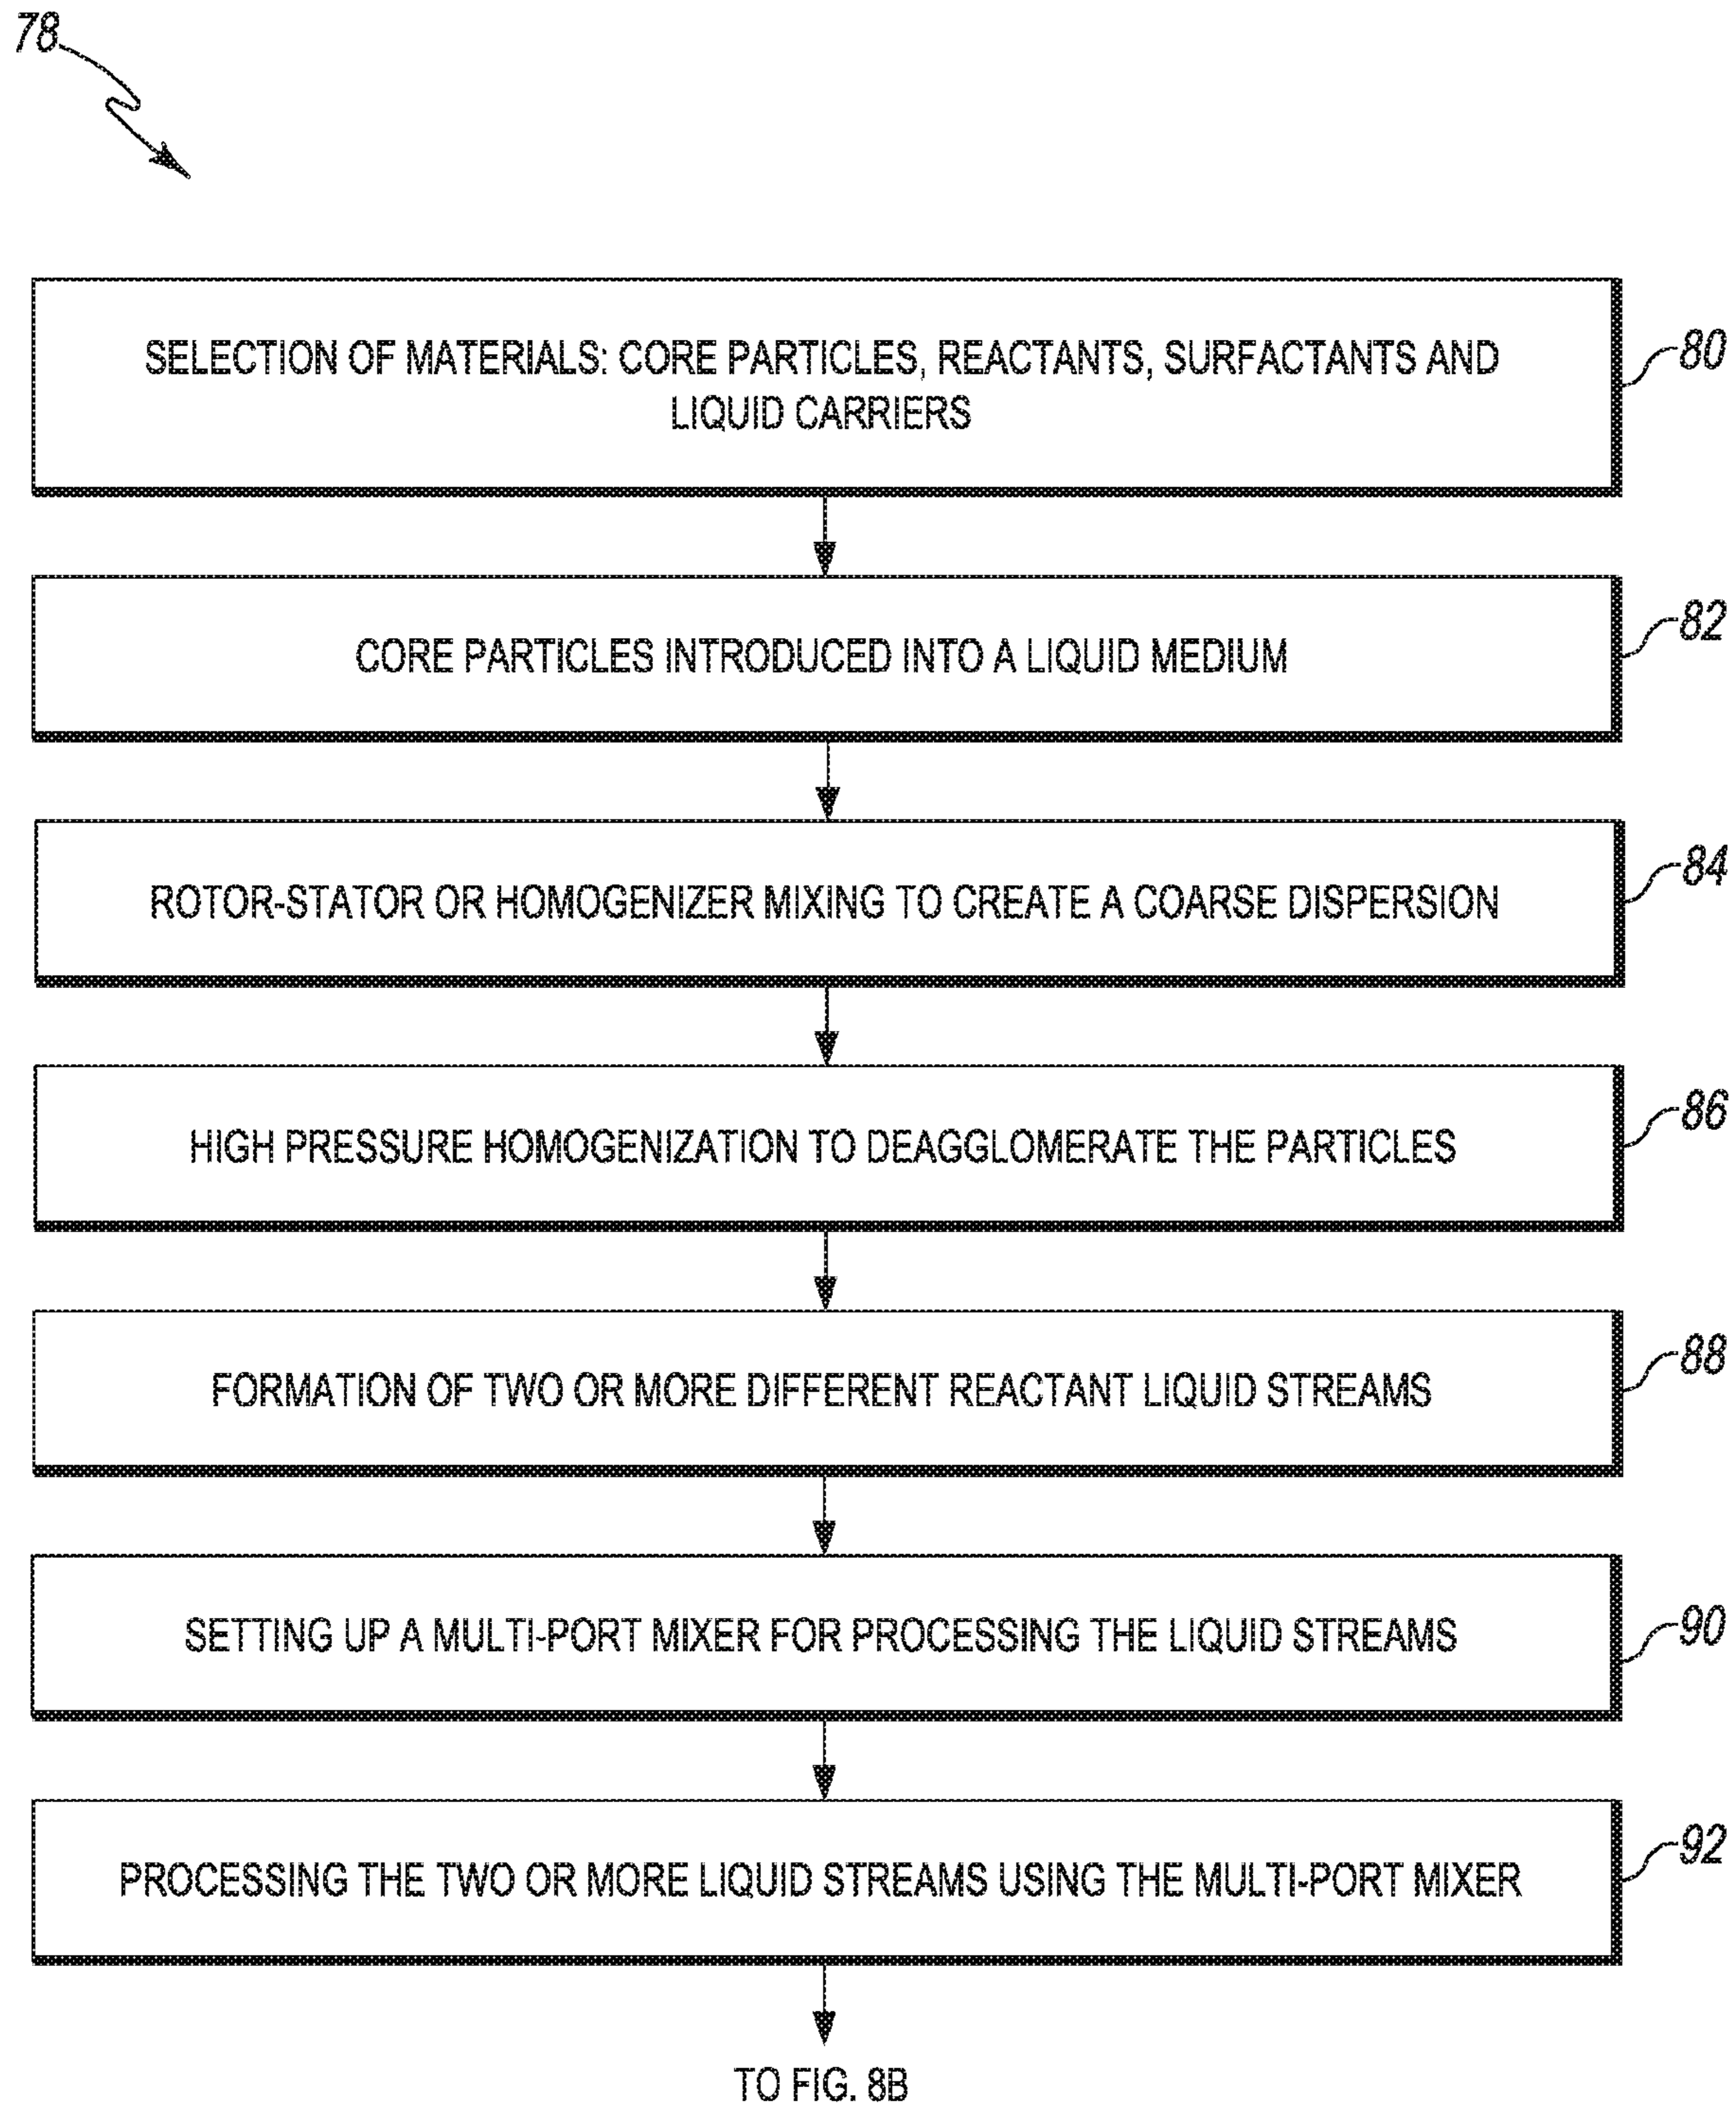 78
SELECTION OF MATERIALS: CORE PARTICLES, REACTANTS, SURFACTANTS AND
LIQUID CARRIERS
80
CORE PARTICLES INTRODUCED INTO A LIQUID MEDIUM
82
ROTOR-STATOR OR HOMOGENIZER MIXING TO CREATE A COARSE DISPERSION
84
HIGH PRESSURE HOMOGENIZATION TO DEAGGLOMERATE THE PARTICLES
86
FORMATION OF TWO OR MORE DIFFERENT REACTANT LIQUID STREAMS
88
SETTING UP A MULTI-PORT MIXER FOR PROCESSING THE LIQUID STREAMS
90
PROCESSING THE TWO OR MORE LIQUID STREAMS USING THE MULTI-PORT MIXER
92
TO FIG. 8B